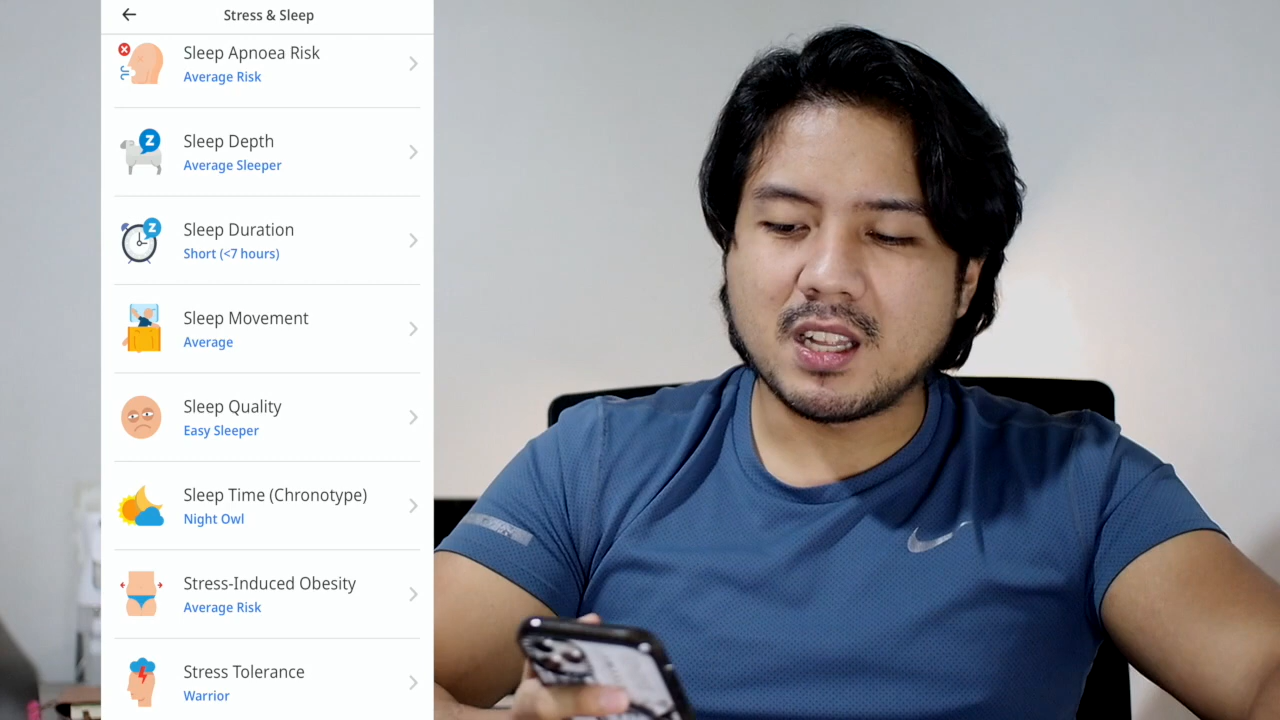 Stress & Sleep
Sleep Apnoea Risk
Average Risk
Z
Sleep Depth
Average Sleeper
Z
Sleep Duration
Short (<7 hours)
Sleep Movement
Average
Sleep Quality
Easy Sleeper
Sleep Time (Chronotype)
Night Owl
Stress-Induced Obesity
Average Risk
Stress Tolerance
Warrior